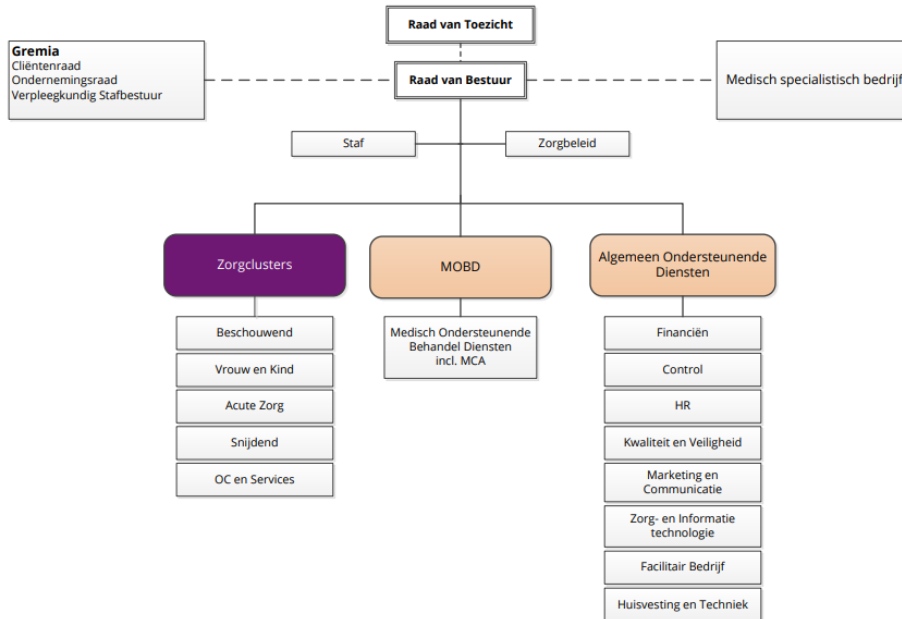 Raad van Toezicht
Gremia
Cliëntenraad
Ondernemingsraad
Verpleegkundig Stafbestuur
Raad van Bestuur
Medisch specialistisch bedrijf
Staf
Zorgbeleid
Zorgclusters
MOBD
Algemeen Ondersteunende
Diensten
Beschouwend
Vrouw en Kind
Acute Zorg
Snijdend
OC en Services
Medisch Ondersteunende
Behandel Diensten
incl. MCA
Financiën
Control
HR
Kwaliteit en Veiligheid
Marketing en
Communicatie
Zorg- en Informatie
technologie
Facilitair Bedrijf
Huisvesting en Techniek